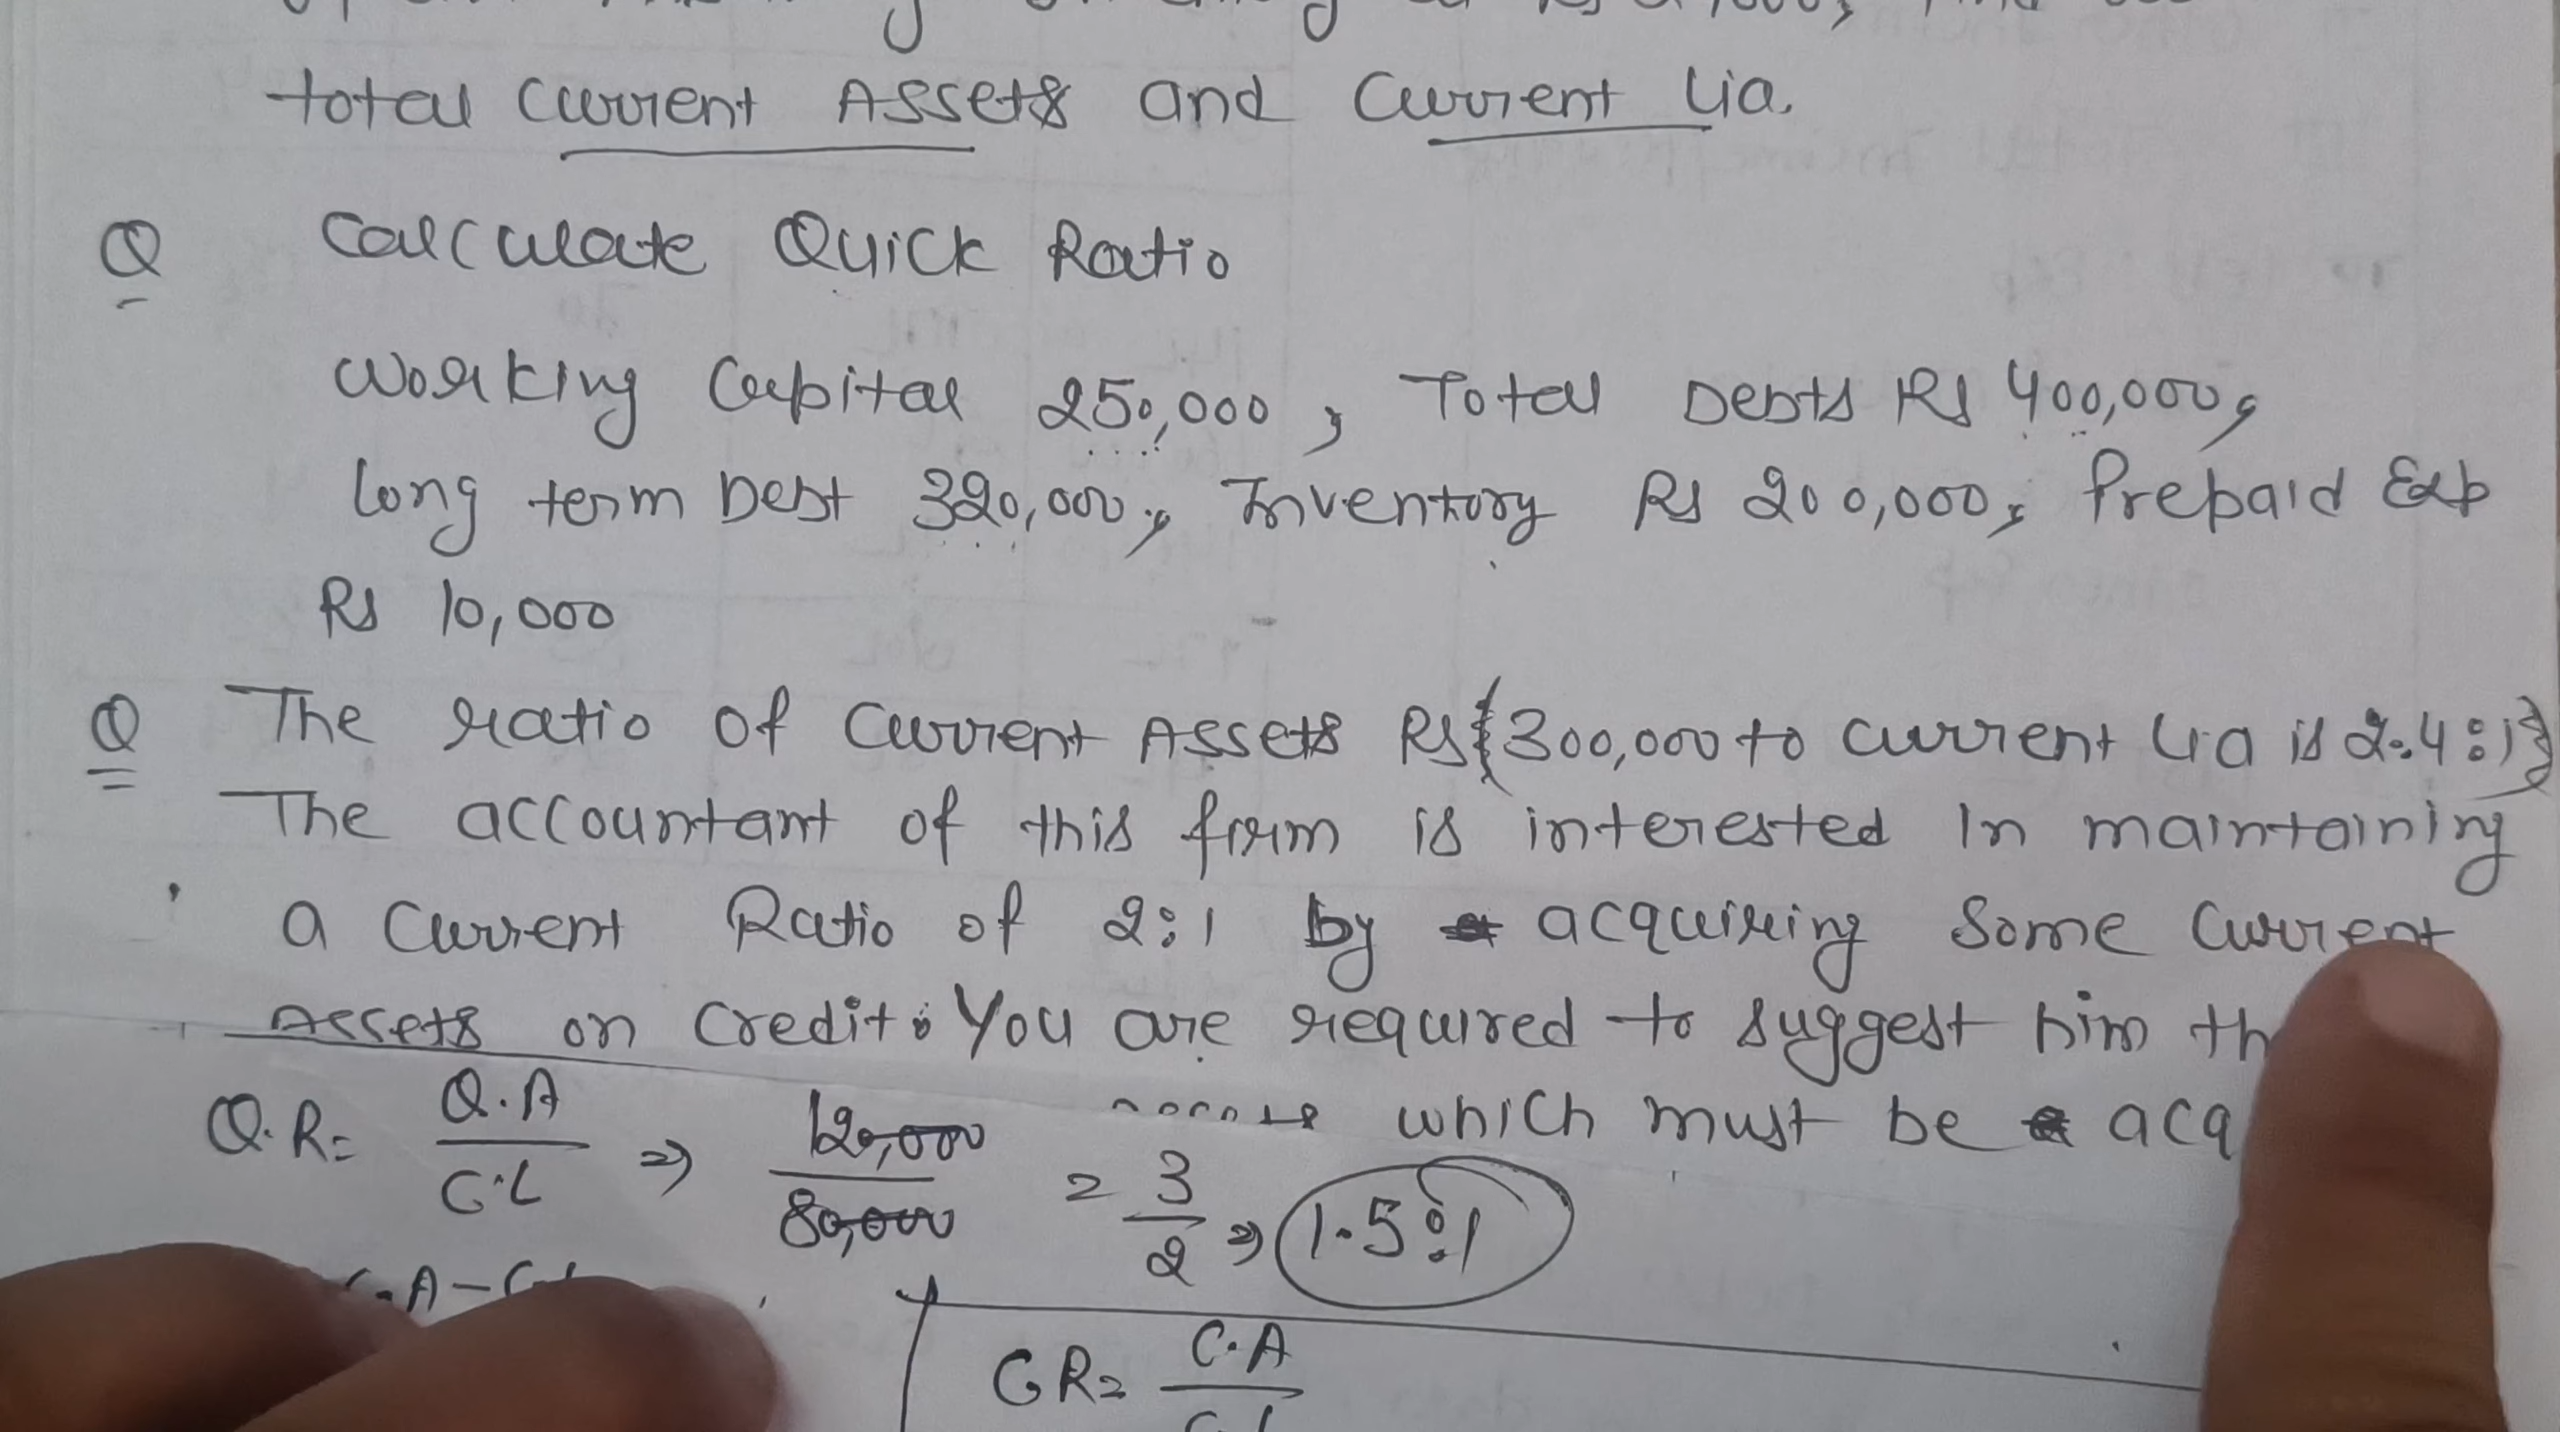 total Current Assets and Current Lia.
Q Calculate Quick Ratio
Working Capital 250,000, Total Debts Rs 400,000,
long term Debt 320,000, Inventory Rs 200,000, Prepaid Exp
Rs 10,000
Q The ratio of Current Assets Rs {300,000 to current Lia is 2.4:1}
The accountant of this firm is interested in maintaining
a Current Ratio of 2:1 by acquiring Some Current
Assets on Credit. You are required to suggest him
which must be acq
Q.R = Q.A / C.L ⇒ 120,000 / 80,000 = 3 / 2 ⇒ 1.5:1
C.A -
CR = C.A / C.L